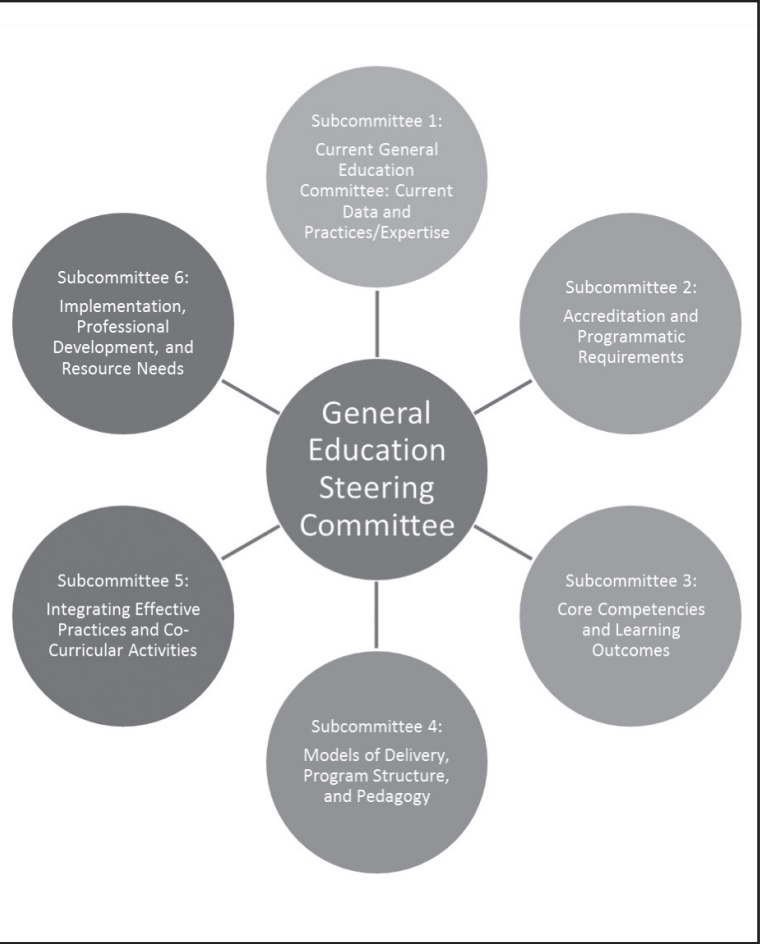 Subcommittee 1:
Current General
Education
Committee: Current
Data and
Practices/Expertise
Subcommittee 6:
Implementation,
Professional
Development, and
Resource Needs
Subcommittee 2:
Accreditation and
Programmatic
Requirements
General
Education
Steering
Committee
Subcommittee 5:
Integrating Effective
Practices and Co-
Curricular Activities
Subcommittee 3:
Core Competencies
and Learning
Outcomes
Subcommittee 4:
Models of Delivery,
Program Structure,
and Pedagogy